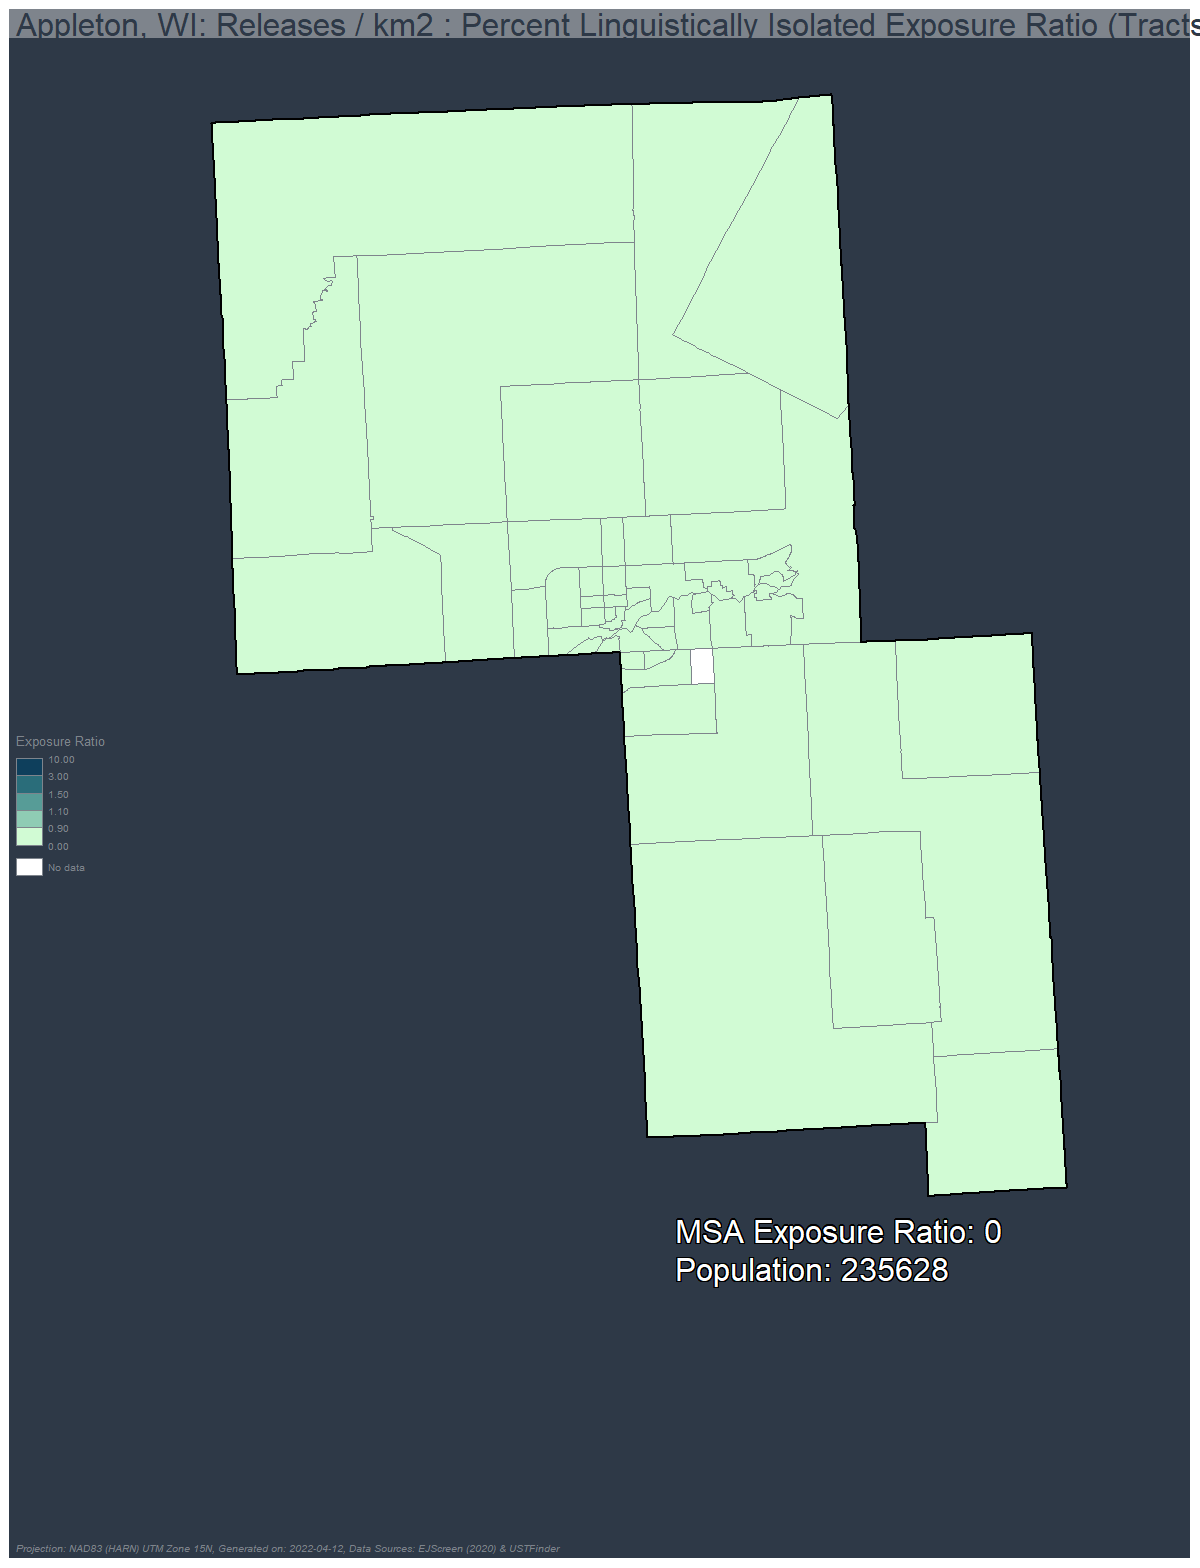 Appleton, WI: Releases / km2 : Percent Linguistically Isolated Exposure Ratio (Tracts
Exposure Ratio
10.00
3.00
1.50
1.10
0.90
0.00
No data
MSA Exposure Ratio: 0
Population: 235628
Projection: NAD83 (HARN) UTM Zone 15N, Generated on: 2022-04-12, Data Sources: EJScreen (2020) & USTFinder